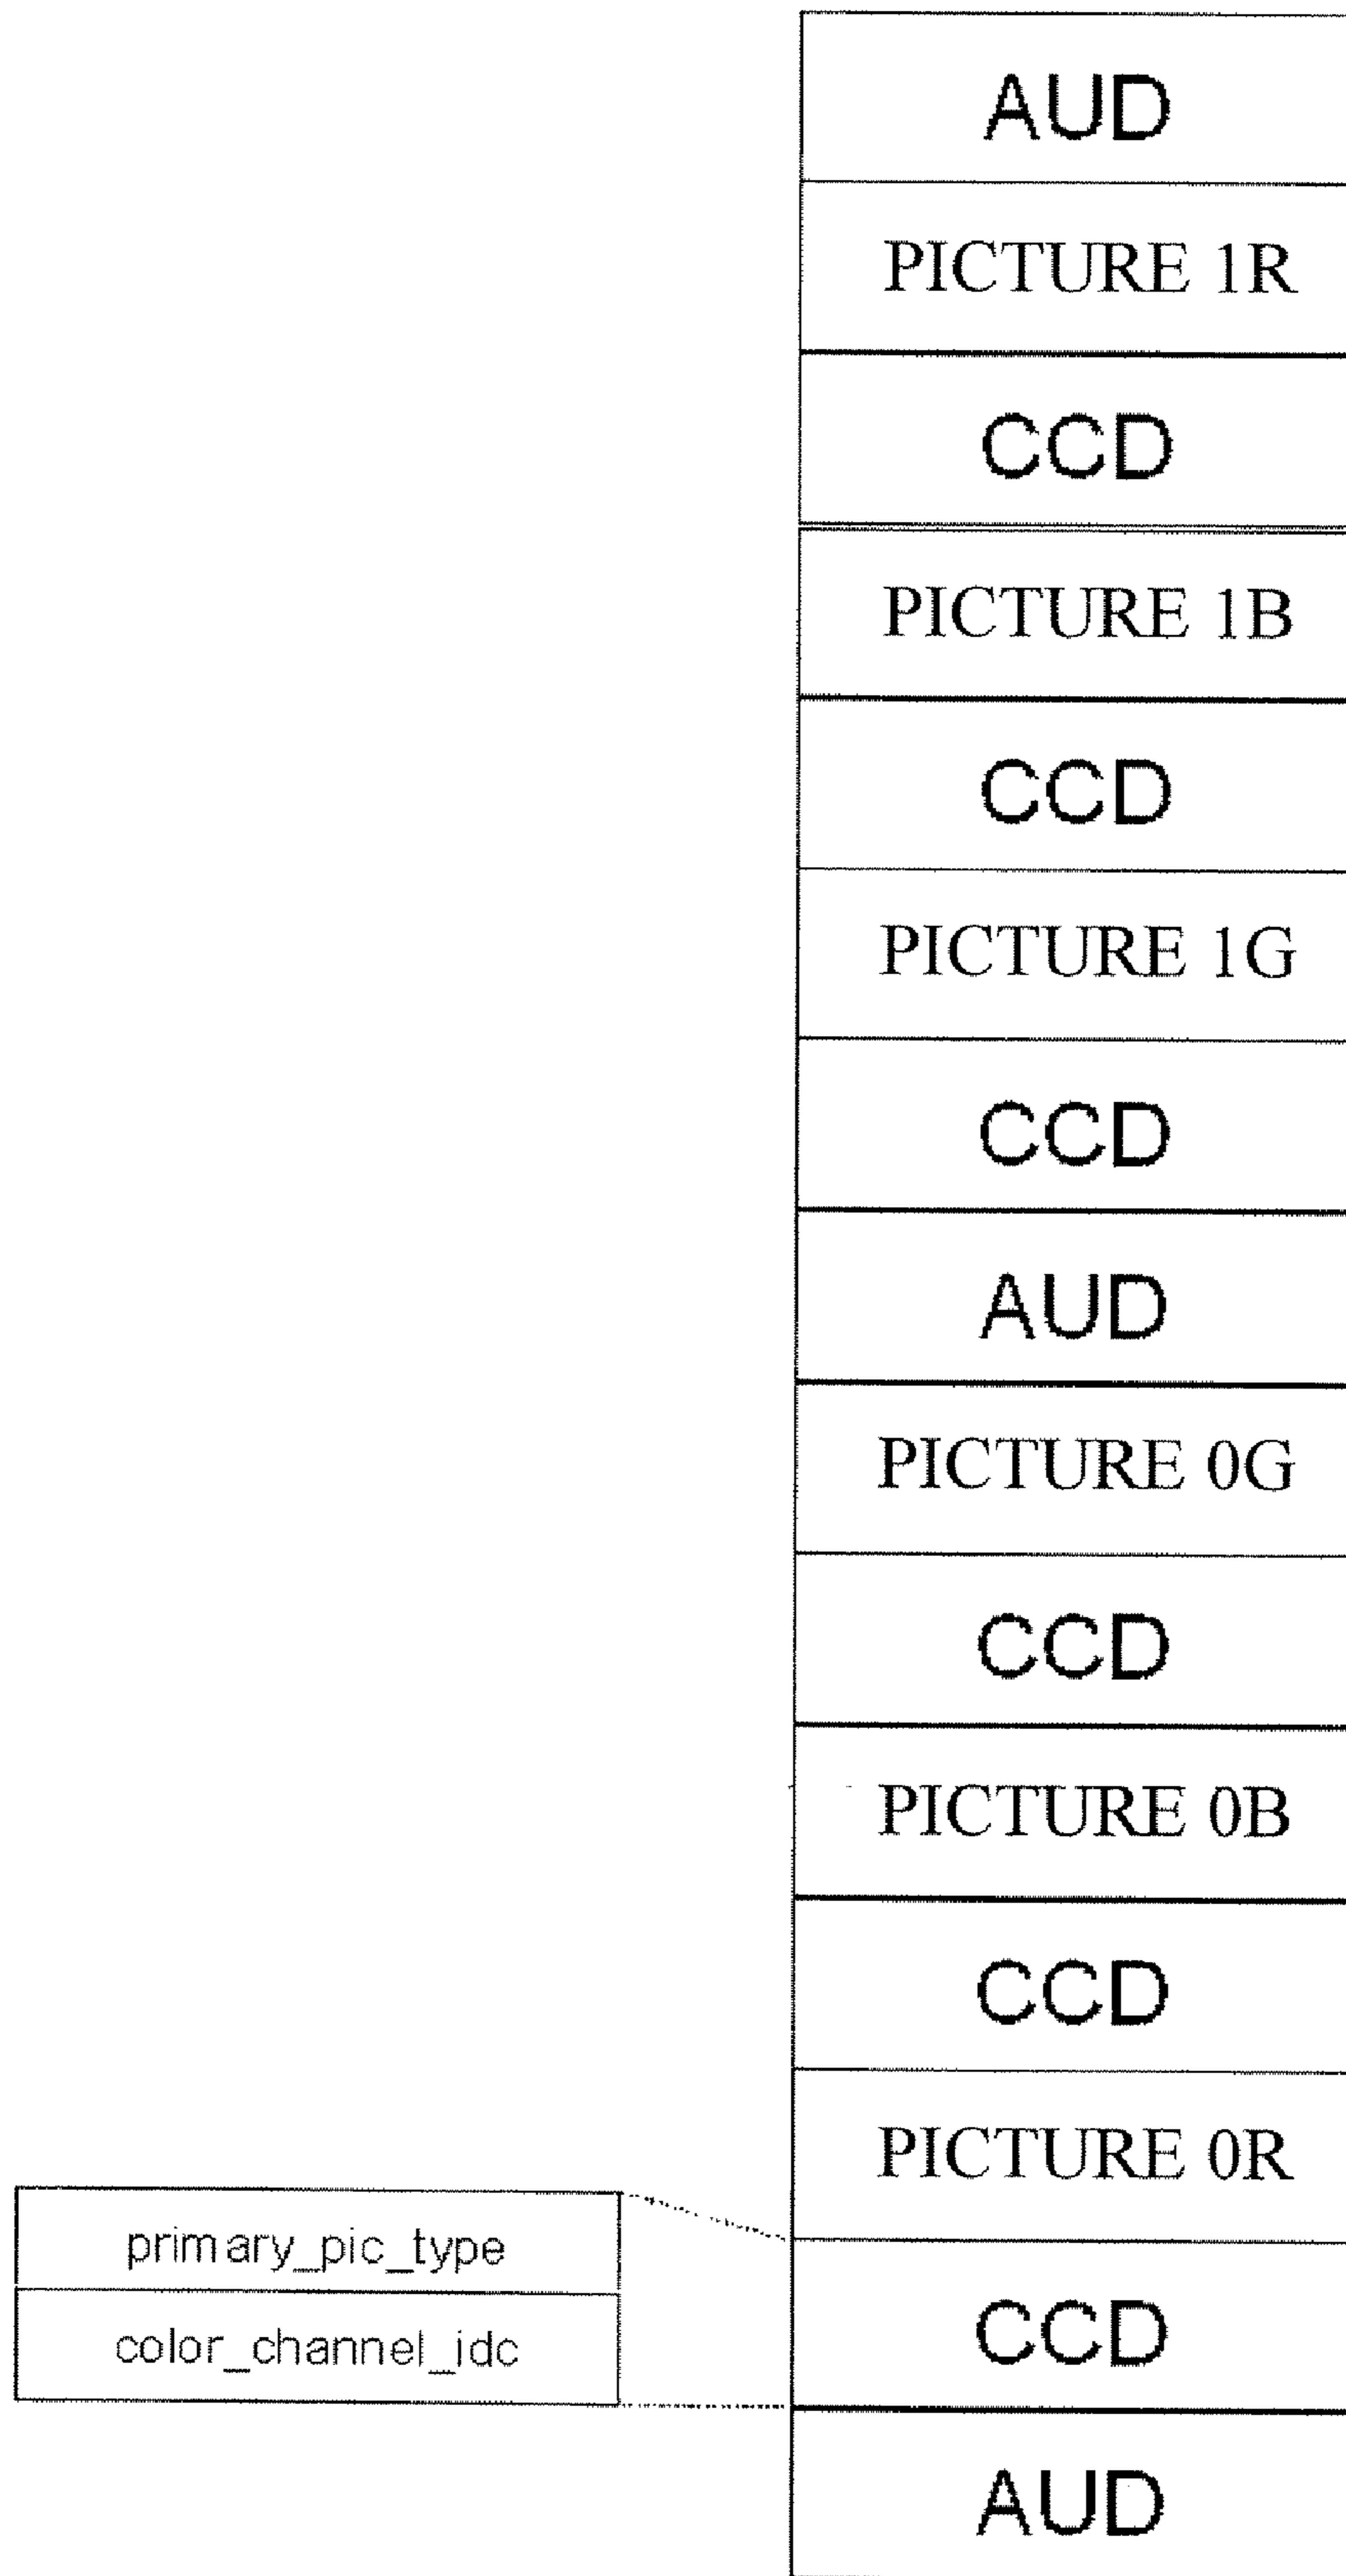 AUD
PICTURE 1R
CCD
PICTURE 1B
CCD
PICTURE 1G
CCD
AUD
PICTURE 0G
CCD
PICTURE 0B
CCD
PICTURE 0R
primary_pic_type
CCD
color_channel_idc
AUD